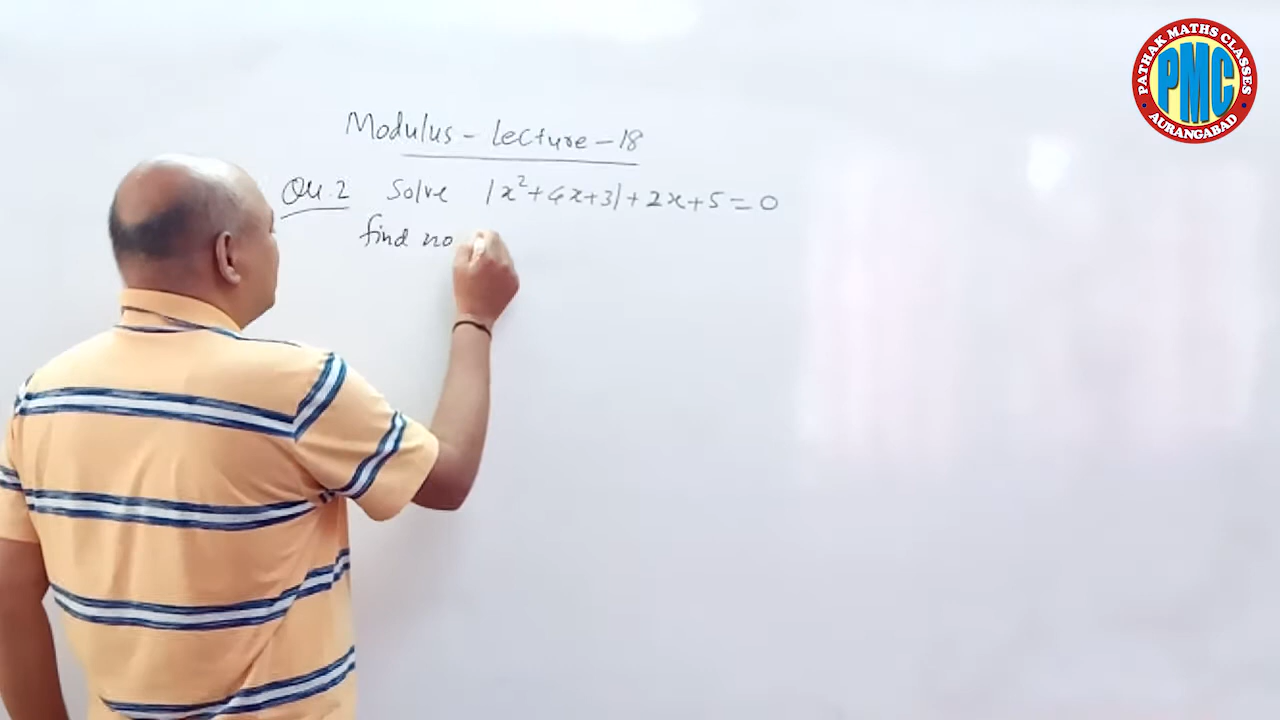 PATHAK MATHS CLASSES
PMC
AURANGABAD
Modulus - Lecture - 18
Qu. 2 Solve |x²+4x+3|+2x+5=0
find no